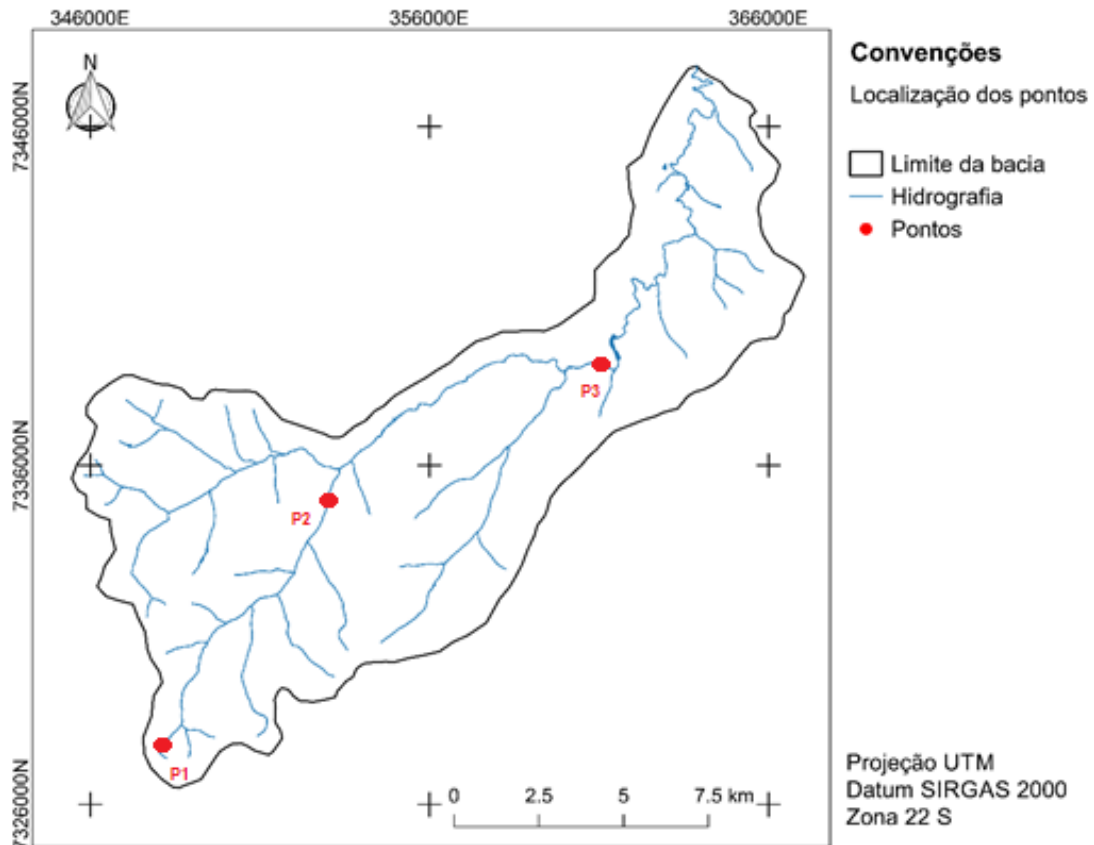 346000E 356000E 366000E
N
7346000N
7336000N
7326000N
P3
P2
P1
0 2.5 5 7.5 km
Convenções
Localização dos pontos
Limite da bacia
Hidrografia
Pontos
Projeção UTM
Datum SIRGAS 2000
Zona 22 S